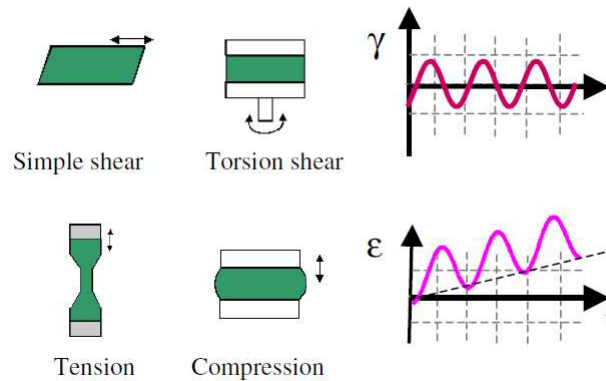 γ
Simple shear
Torsion shear
ε
Tension
Compression